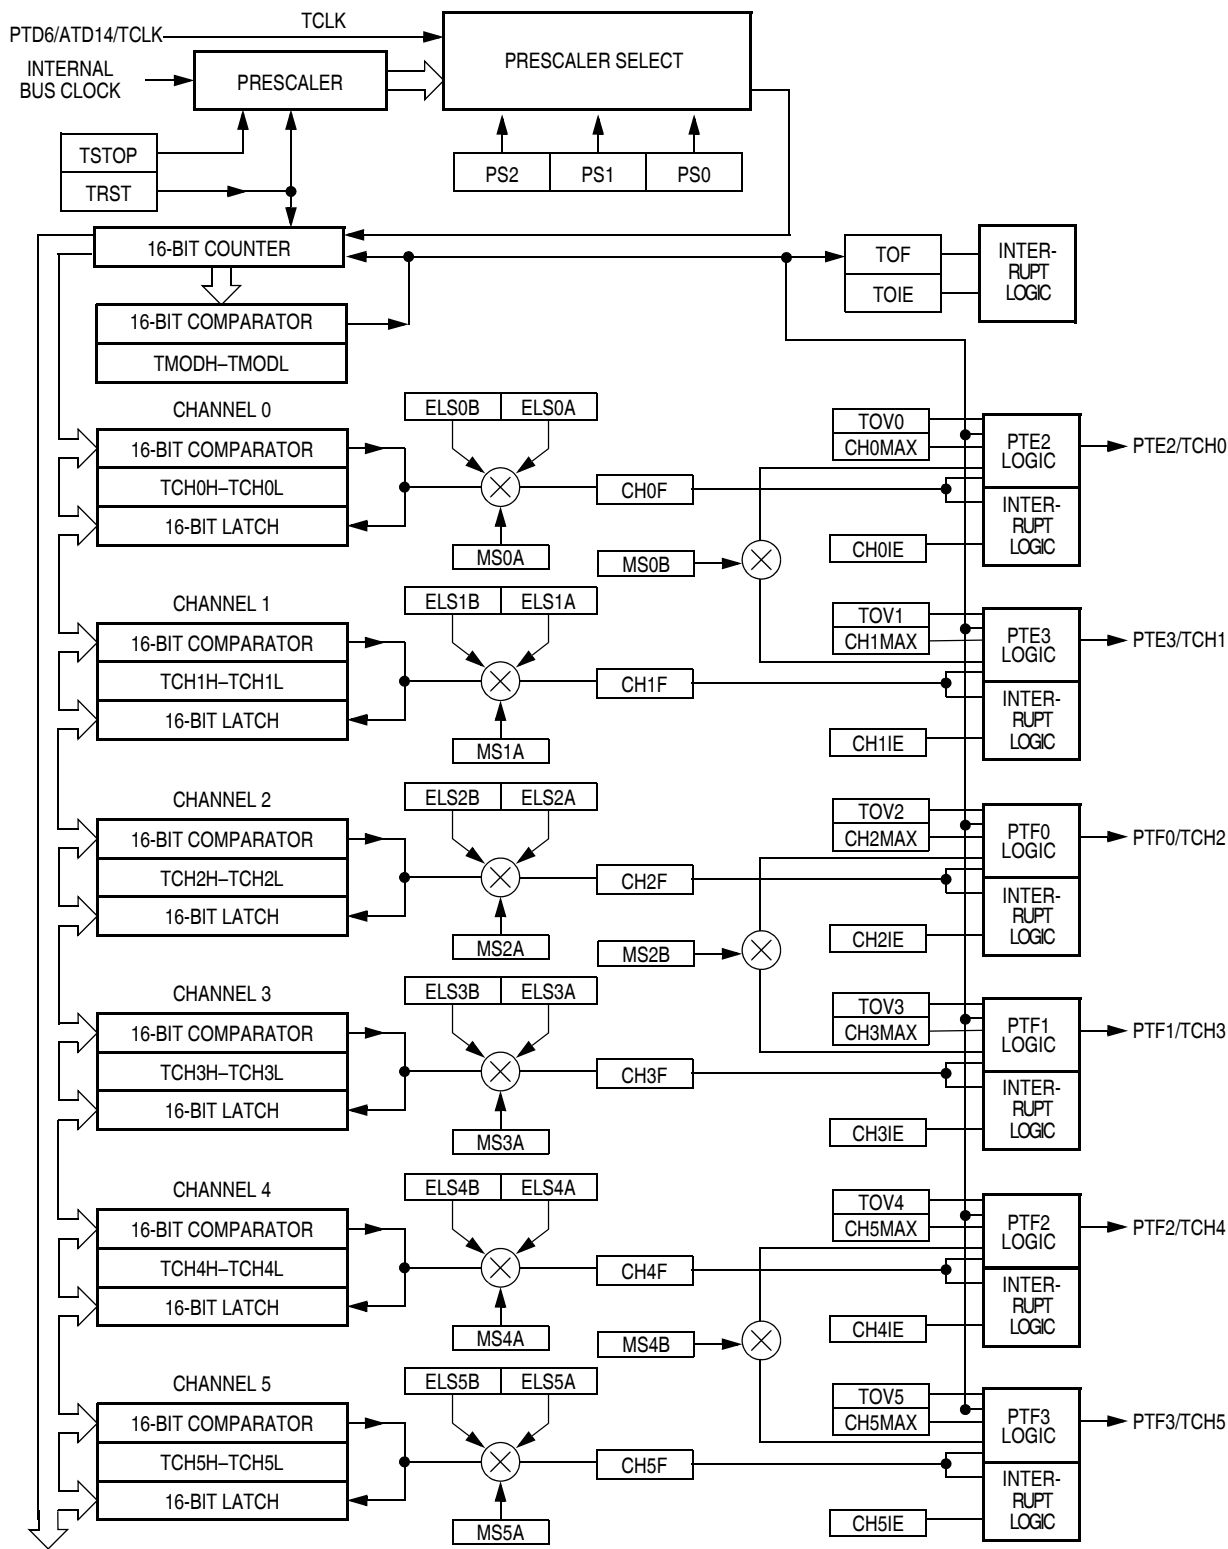 TCLK
PTD6/ATD14/TCLK
PRESCALER SELECT
INTERNAL
BUS CLOCK
PRESCALER
TSTOP
TRST
PS2
PS1
PS0
16-BIT COUNTER
TOF
TOIE
INTER-
RUPT
LOGIC
16-BIT COMPARATOR
TMODH–TMODL
CHANNEL 0
ELS0B
ELS0A
16-BIT COMPARATOR
TCH0H–TCH0L
16-BIT LATCH
CH0F
MS0A
TOV0
CH0MAX
PTE2
LOGIC
PTE2/TCH0
INTER-
RUPT
LOGIC
CH0IE
MS0B
CHANNEL 1
ELS1B
ELS1A
16-BIT COMPARATOR
TCH1H–TCH1L
16-BIT LATCH
CH1F
MS1A
TOV1
CH1MAX
PTE3
LOGIC
PTE3/TCH1
INTER-
RUPT
LOGIC
CH1IE
CHANNEL 2
ELS2B
ELS2A
16-BIT COMPARATOR
TCH2H–TCH2L
16-BIT LATCH
CH2F
MS2A
TOV2
CH2MAX
PTF0
LOGIC
PTF0/TCH2
INTER-
RUPT
LOGIC
CH2IE
MS2B
CHANNEL 3
ELS3B
ELS3A
16-BIT COMPARATOR
TCH3H–TCH3L
16-BIT LATCH
CH3F
MS3A
TOV3
CH3MAX
PTF1
LOGIC
PTF1/TCH3
INTER-
RUPT
LOGIC
CH3IE
CHANNEL 4
ELS4B
ELS4A
16-BIT COMPARATOR
TCH4H–TCH4L
16-BIT LATCH
CH4F
MS4A
TOV4
CH5MAX
PTF2
LOGIC
PTF2/TCH4
INTER-
RUPT
LOGIC
CH4IE
MS4B
CHANNEL 5
ELS5B
ELS5A
16-BIT COMPARATOR
TCH5H–TCH5L
16-BIT LATCH
CH5F
MS5A
TOV5
CH5MAX
PTF3
LOGIC
PTF3/TCH5
INTER-
RUPT
LOGIC
CH5IE